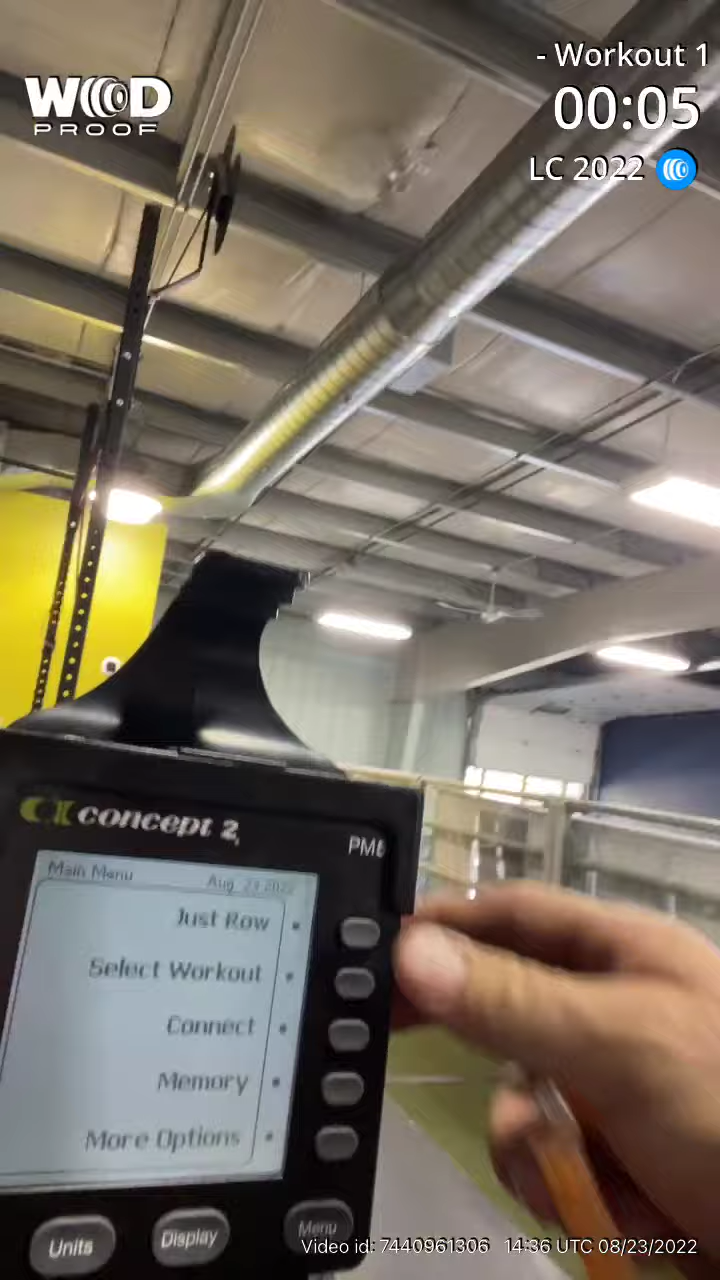 - Workout 1
WOD
PROOF
00:05
LC 2022
concept 2
PM5
Main Menu
Aug. 23 2022
Just Row
Select Workout
Connect
Memory
More Options
Units
Display
Menu
Video id: 7440961306 14:36 UTC 08/23/2022